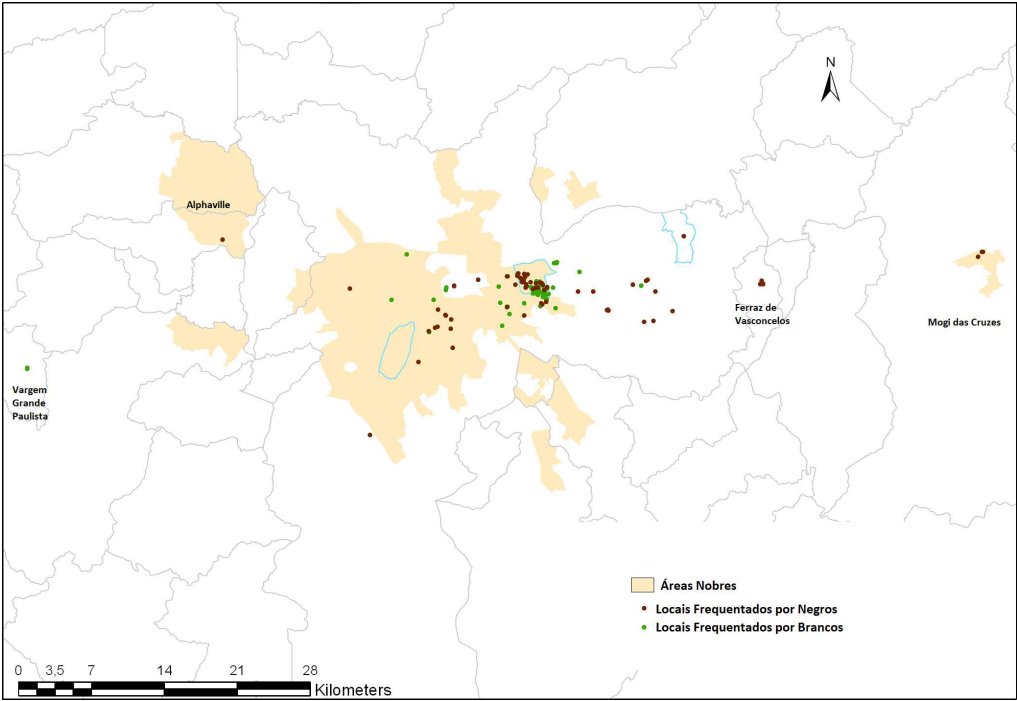 N
Alphaville
Ferraz de
Vasconcelos
Mogi das Cruzes
Vargem
Grande
Paulista
Áreas Nobres
Locais Frequentados por Negros
Locais Frequentados por Brancos
0 3,5 7 14 21 28
Kilometers